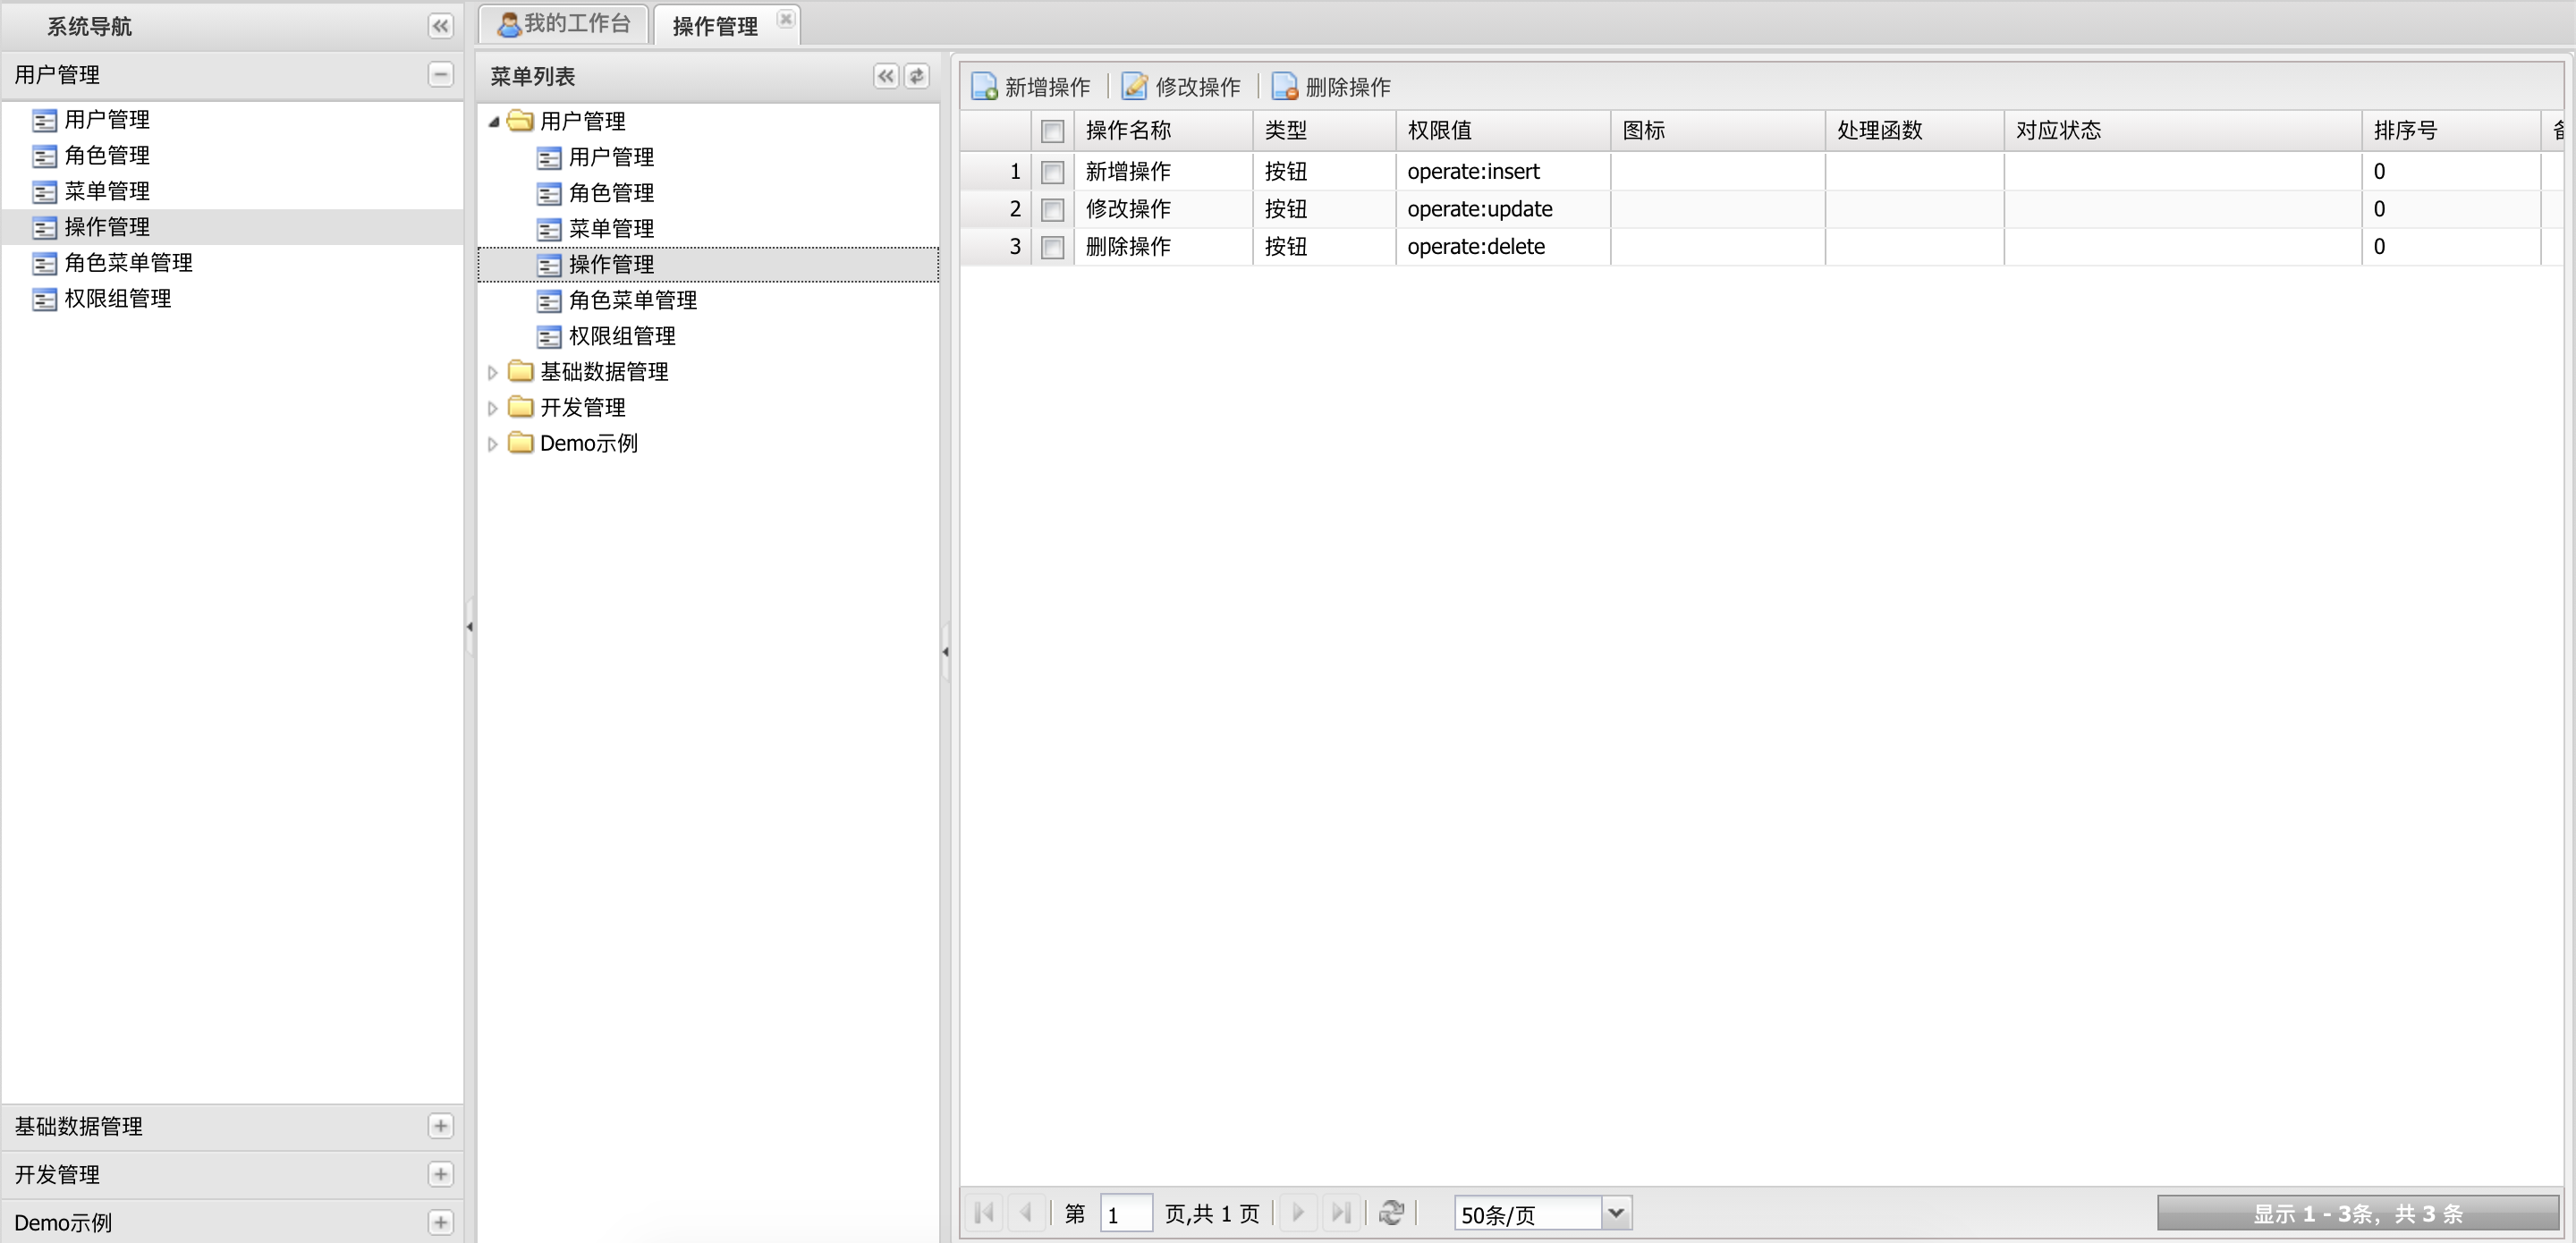 系统导航
用户管理
用户管理
角色管理
菜单管理
操作管理
角色菜单管理
权限组管理
基础数据管理
开发管理
Demo示例
我的工作台
操作管理
菜单列表
用户管理
用户管理
角色管理
菜单管理
操作管理
角色菜单管理
权限组管理
基础数据管理
开发管理
Demo示例
新增操作 修改操作 删除操作
操作名称 类型 权限值 图标 处理函数 对应状态 排序号
1 新增操作 按钮 operate:insert 0
2 修改操作 按钮 operate:update 0
3 删除操作 按钮 operate:delete 0
第 1 页,共 1 页 50条/页 显示 1 - 3条，共 3 条